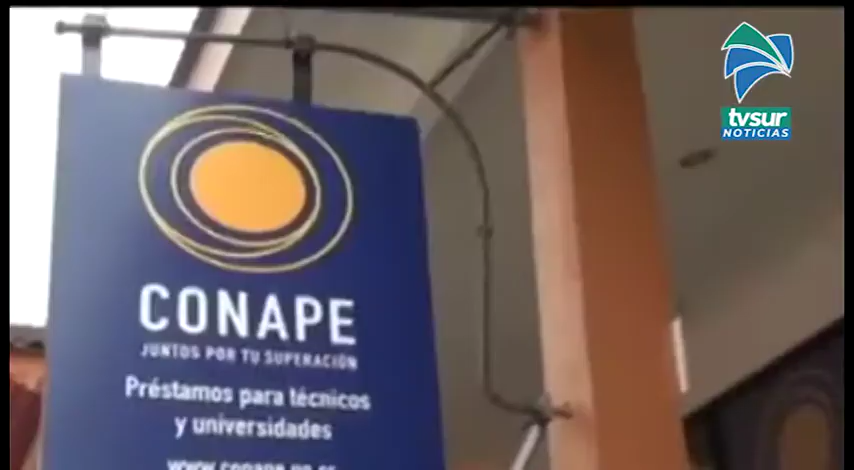 tvsur
NOTICIAS
CONAPE
JUNTOS POR TU SUPERACIÓN
Préstamos para técnicos
y universidades